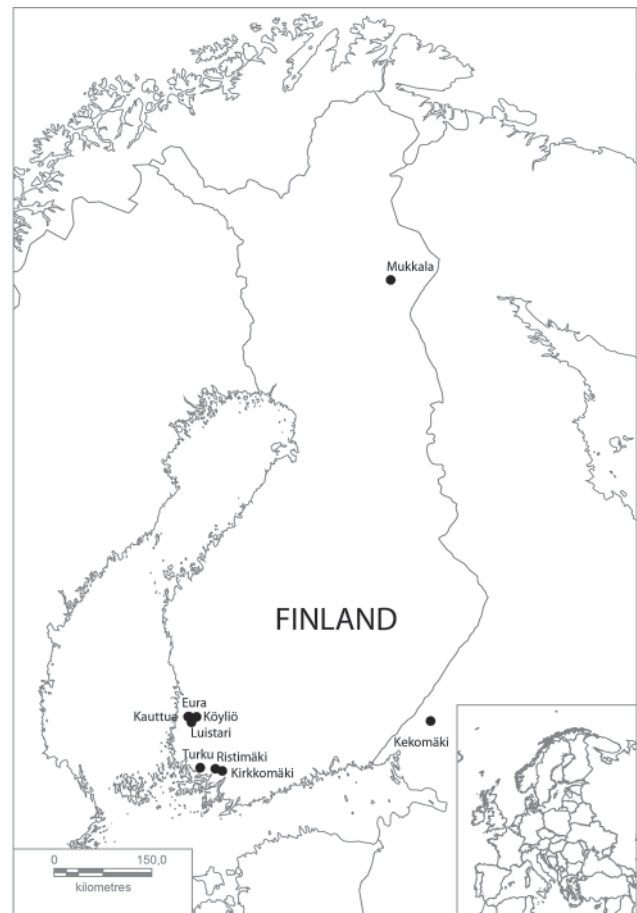 Mukkala
FINLAND
Eura
Kauttua
Köyliö
Luistari
Kekomäki
Turku
Ristimäki
Kirkkomäki
0
150,0
kilometres